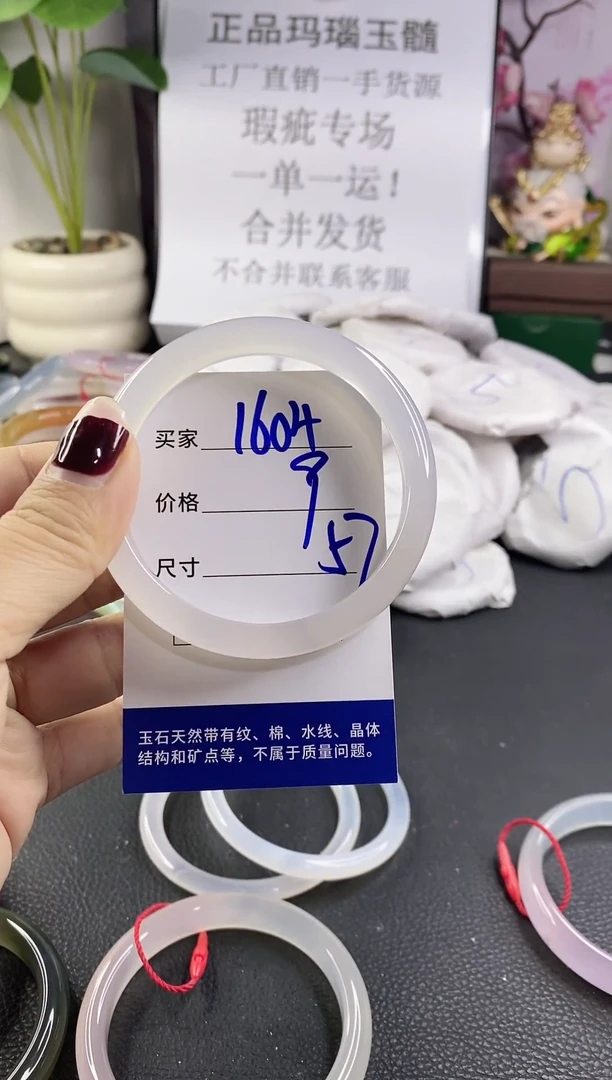 正品玛瑙玉髓
工厂直销一手货源
瑕疵专场
一单一运！
合并发货
不合并联系客服
买家 1604
价格
尺寸 57
玉石天然带有纹、棉、水线、晶体
结构和矿点等，不属于质量问题。